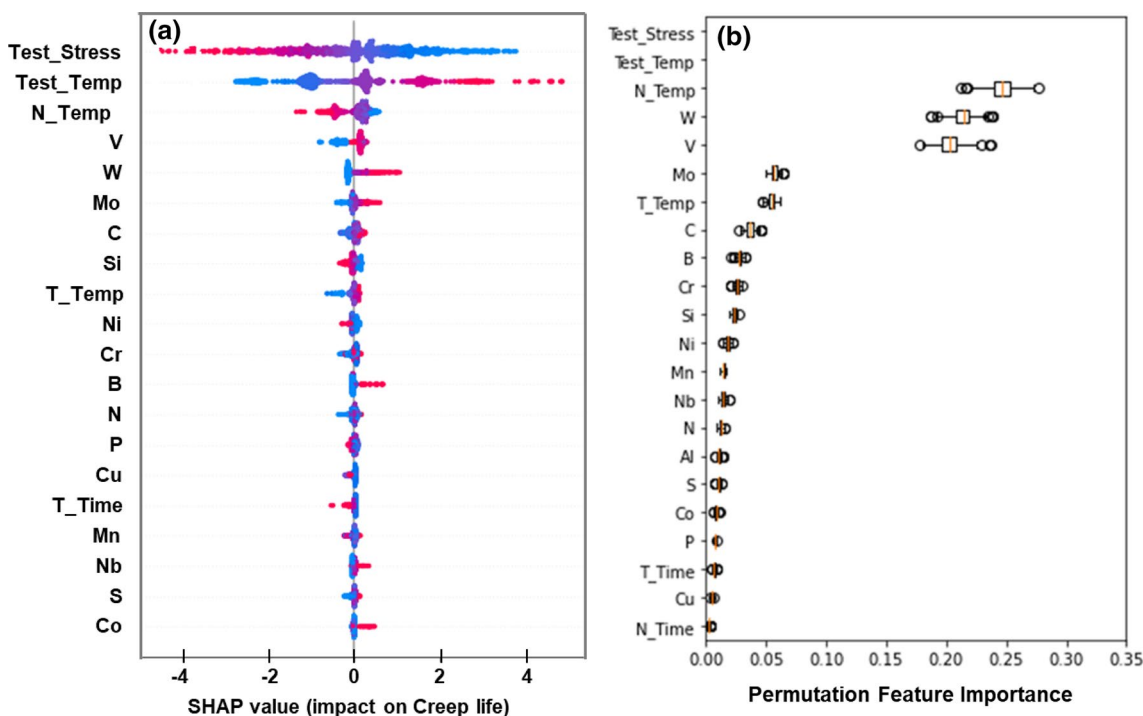 (a)
Test_Stress
Test_Temp
N_Temp
V
W
Mo
C
Si
T_Temp
Ni
Cr
B
N
P
Cu
T_Time
Mn
Nb
S
Co
-4 -2 0 2 4
SHAP value (impact on Creep life)
(b)
Test_Stress
Test_Temp
N_Temp
W
V
Mo
T_Temp
C
B
Cr
Si
Ni
Mn
Nb
N
Al
S
Co
P
T_Time
Cu
N_Time
0.00 0.05 0.10 0.15 0.20 0.25 0.30 0.35
Permutation Feature Importance